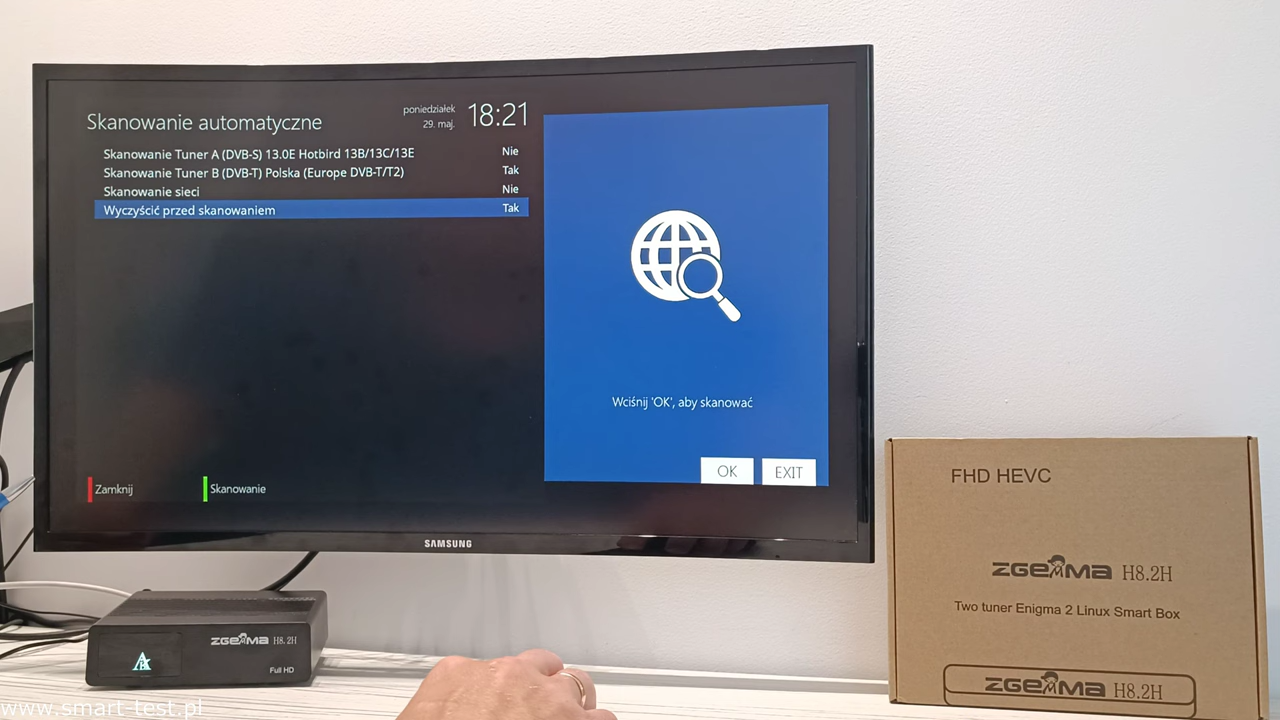 Skanowanie automatyczne
poniedziałek
29. maj.
18:21
Skanowanie Tuner A (DVB-S) 13.0E Hotbird 13B/13C/13E Nie
Skanowanie Tuner B (DVB-T) Polska (Europe DVB-T/T2) Tak
Skanowanie sieci Nie
Wyczyścić przed skanowaniem Tak
Wciśnij 'OK', aby skanować
OK EXIT
Zamknij Skanowanie
SAMSUNG
FHD HEVC
ZGEMMA H8.2H
Two tuner Enigma 2 Linux Smart Box
ZGEMMA H8.2H
ZGEMMA H8.2H
Full HD
www.smart-test.pl